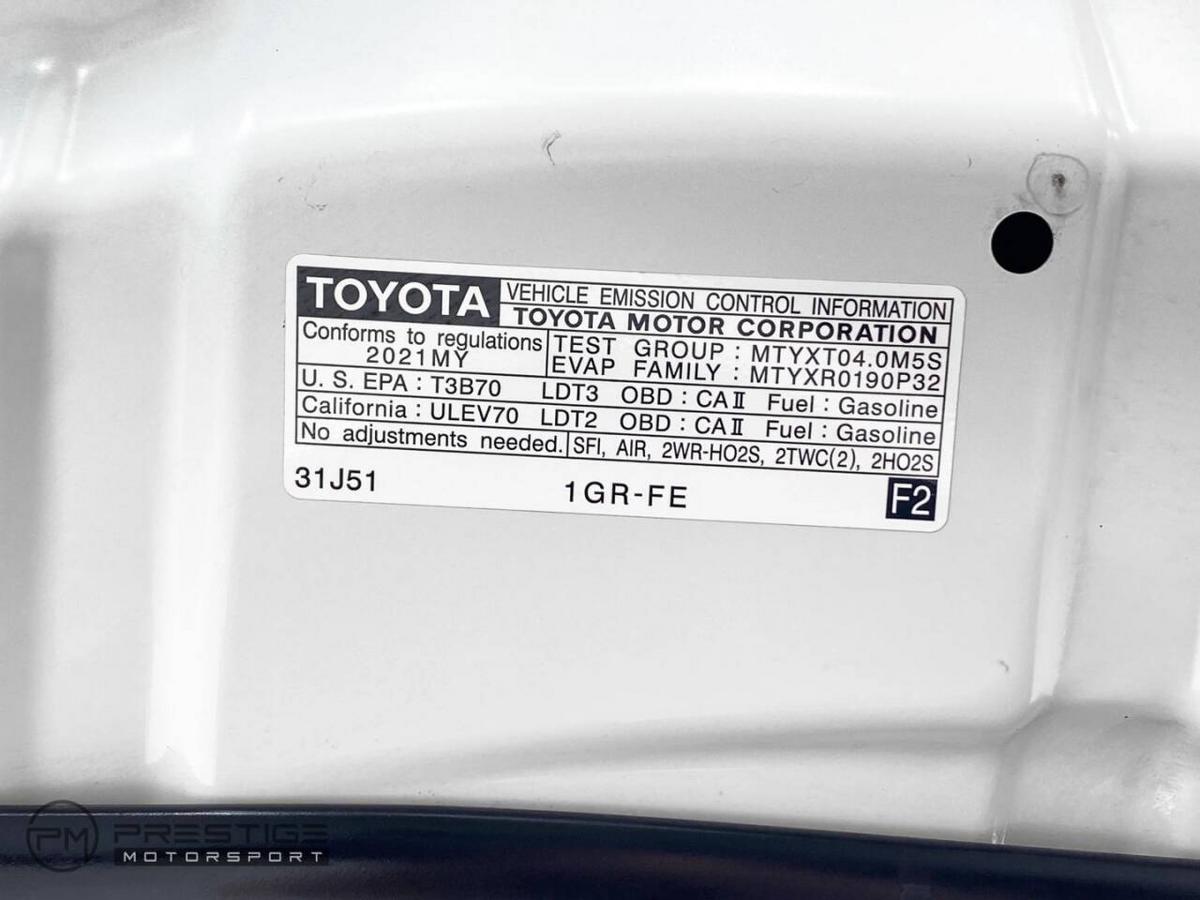 TOYOTA VEHICLE EMISSION CONTROL INFORMATION
TOYOTA MOTOR CORPORATION
Conforms to regulations
2021MY
TEST GROUP : MTYXT04.0M5S
EVAP FAMILY : MTYXR0190P32
U. S. EPA : T3B70 LDT3 OBD : CAⅡ Fuel : Gasoline
California : ULEV70 LDT2 OBD : CAⅡ Fuel : Gasoline
No adjustments needed. SFI, AIR, 2WR-HO2S, 2TWC(2), 2HO2S
31J51 1GR-FE F2
PM PRESTIGE
MOTORSPORT